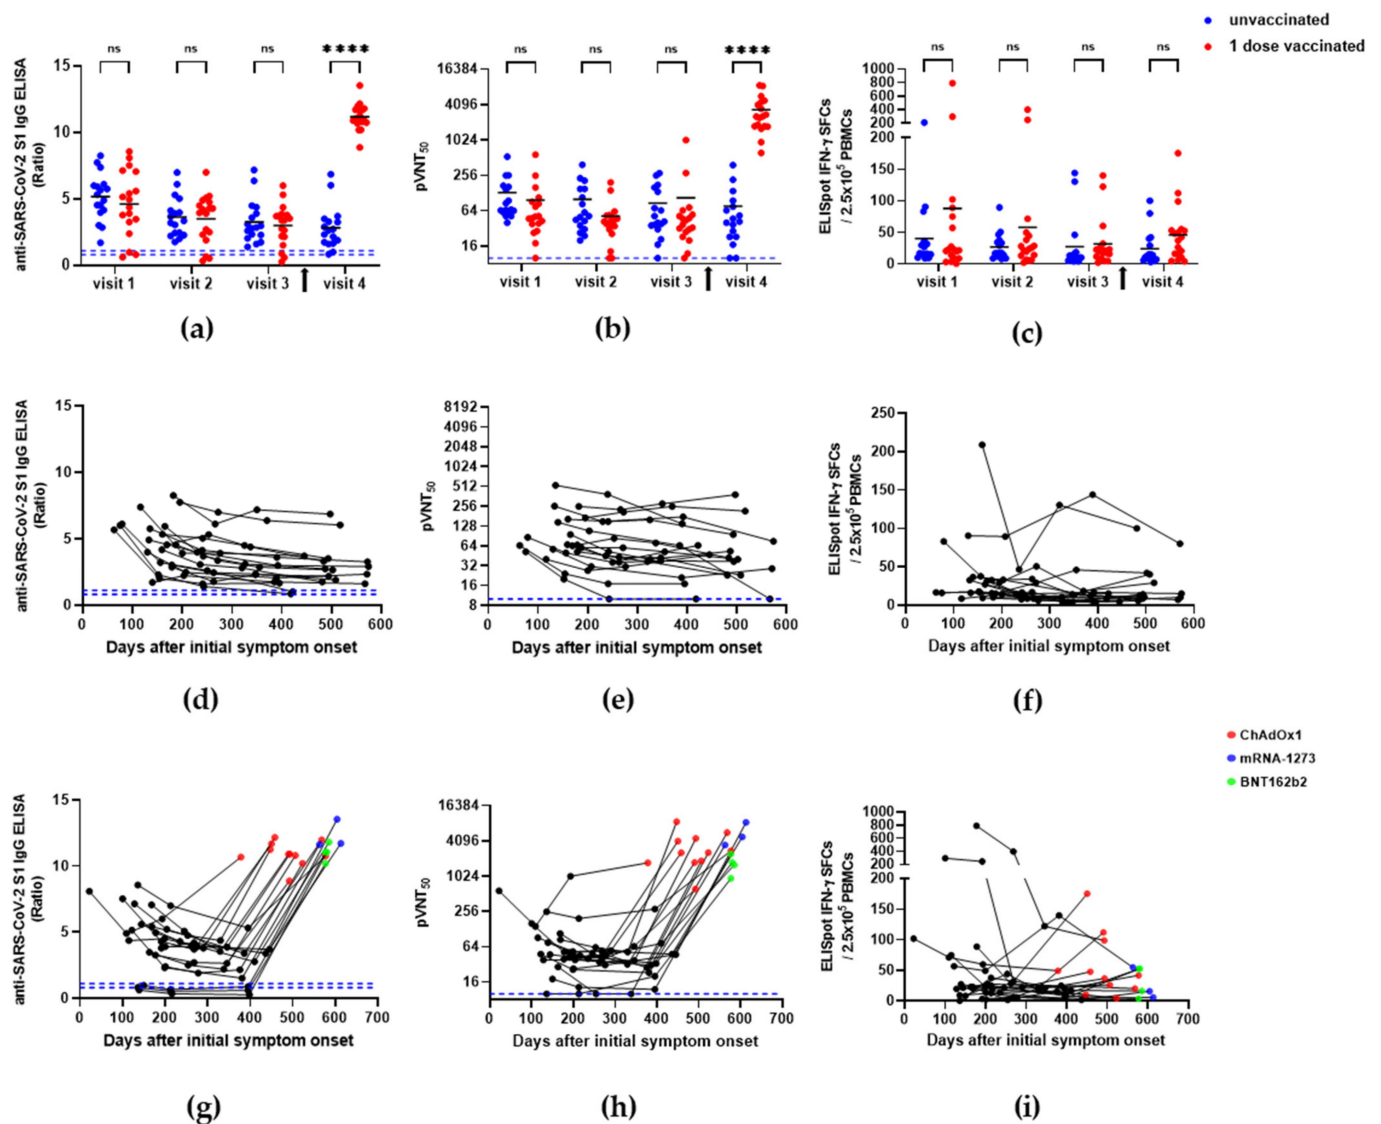 unvaccinated
1 dose vaccinated
anti-SARS-CoV-2 S1 IgG ELISA
(Ratio)
15
10
5
0
ns
ns
ns
****
visit 1
visit 2
visit 3
visit 4
(a)
pVNT50
16384
4096
1024
256
64
16
ns
ns
ns
****
visit 1
visit 2
visit 3
visit 4
(b)
ELISpot IFN-γ SFCs
/ 2.5x10⁵ PBMCs
1000
800
600
400
200
200
150
100
50
0
ns
ns
ns
ns
visit 1
visit 2
visit 3
visit 4
(c)
anti-SARS-CoV-2 S1 IgG ELISA
(Ratio)
15
10
5
0
0 100 200 300 400 500 600
Days after initial symptom onset
(d)
pVNT50
8192
4096
2048
1024
512
256
128
64
32
16
8
0 100 200 300 400 500 600
Days after initial symptom onset
(e)
ELISpot IFN-γ SFCs
/ 2.5x10⁵ PBMCs
250
200
150
100
50
0
0 100 200 300 400 500 600
Days after initial symptom onset
(f)
ChAdOx1
mRNA-1273
BNT162b2
anti-SARS-CoV-2 S1 IgG ELISA
(Ratio)
15
10
5
0
0 100 200 300 400 500 600 700
Days after initial symptom onset
(g)
pVNT50
16384
4096
1024
256
64
16
0 100 200 300 400 500 600 700
Days after initial symptom onset
(h)
ELISpot IFN-γ SFCs
/ 2.5x10⁵ PBMCs
1000
800
600
400
200
200
150
100
50
0
0 100 200 300 400 500 600 700
Days after initial symptom onset
(i)